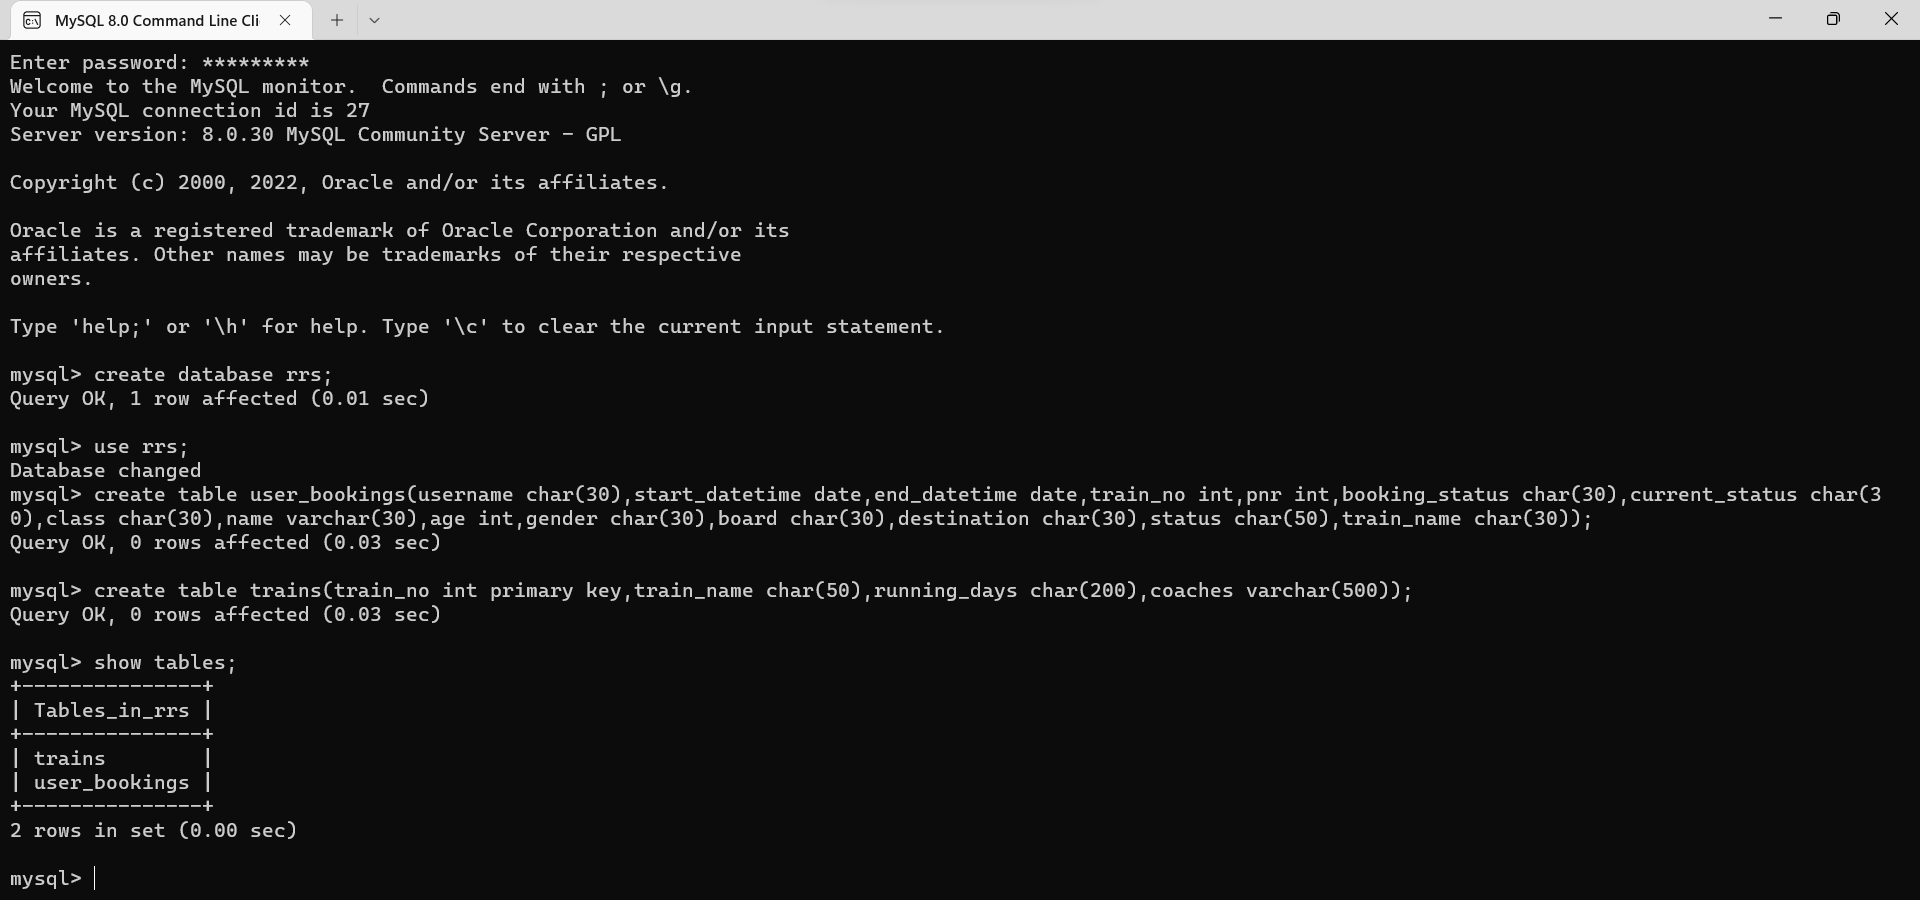 MySQL 8.0 Command Line Cli
Enter password: *********
Welcome to the MySQL monitor.  Commands end with ; or \g.
Your MySQL connection id is 27
Server version: 8.0.30 MySQL Community Server - GPL
Copyright (c) 2000, 2022, Oracle and/or its affiliates.
Oracle is a registered trademark of Oracle Corporation and/or its
affiliates. Other names may be trademarks of their respective
owners.
Type 'help;' or '\h' for help. Type '\c' to clear the current input statement.
mysql> create database rrs;
Query OK, 1 row affected (0.01 sec)
mysql> use rrs;
Database changed
mysql> create table user_bookings(username char(30),start_datetime date,end_datetime date,train_no int,pnr int,booking_status char(30),current_status char(3
0),class char(30),name varchar(30),age int,gender char(30),board char(30),destination char(30),status char(50),train_name char(30));
Query OK, 0 rows affected (0.03 sec)
mysql> create table trains(train_no int primary key,train_name char(50),running_days char(200),coaches varchar(500));
Query OK, 0 rows affected (0.03 sec)
mysql> show tables;
+---------------+
| Tables_in_rrs |
+---------------+
| trains        |
| user_bookings |
+---------------+
2 rows in set (0.00 sec)
mysql>